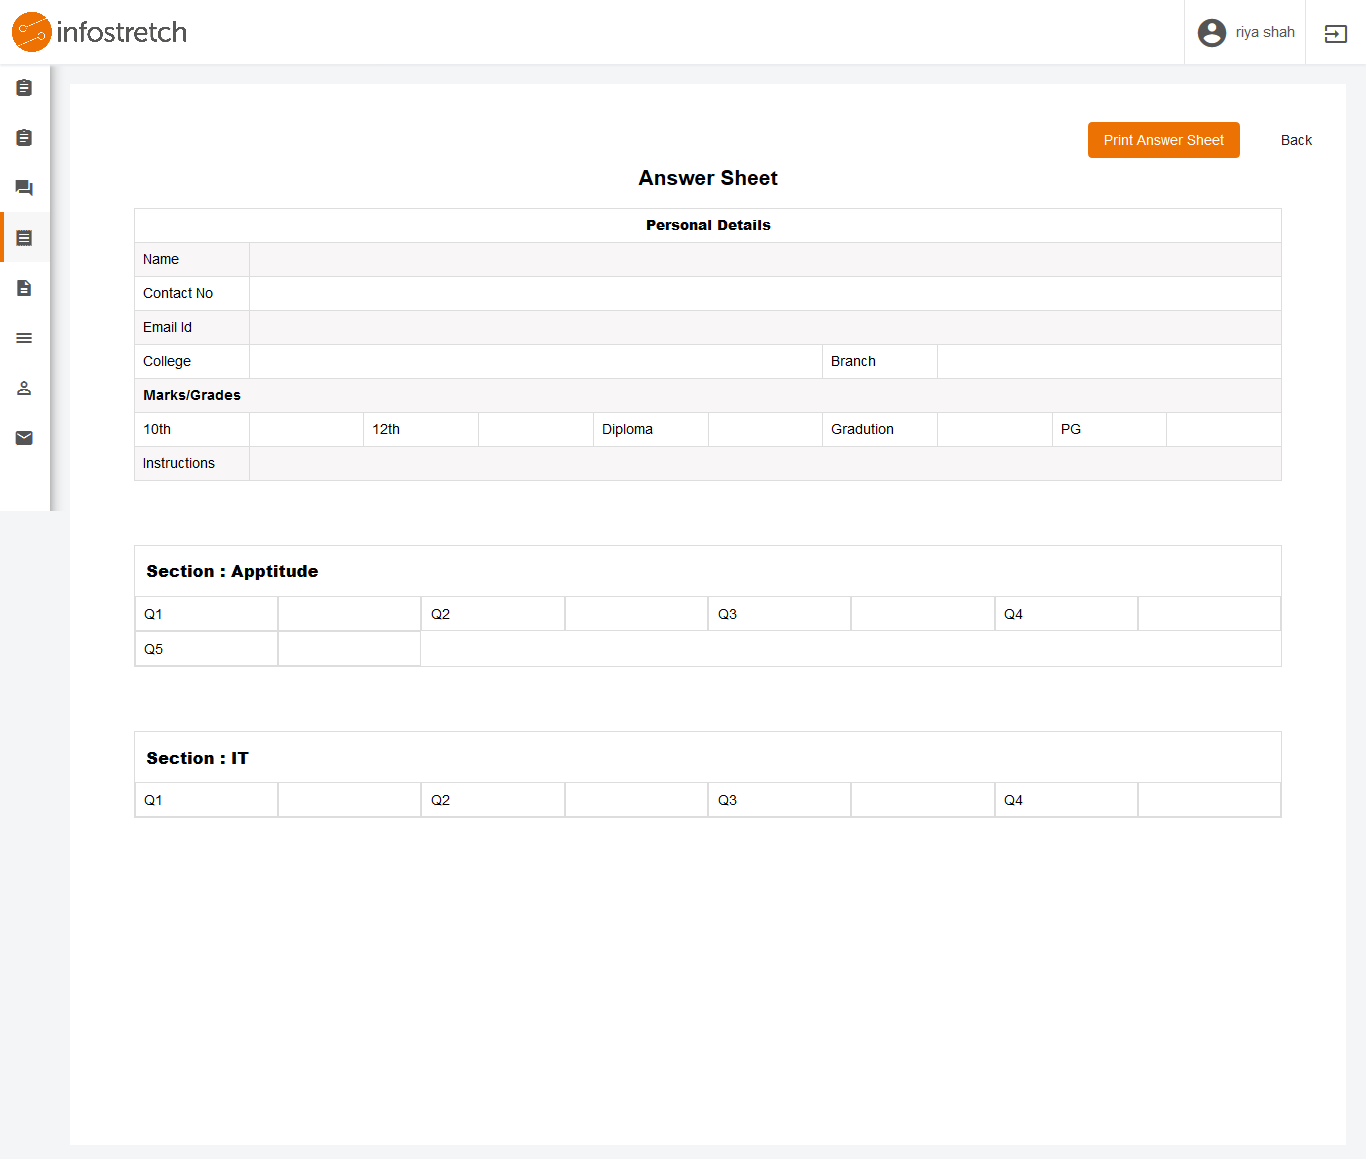 infostretch
riya shah
Print Answer Sheet
Back
Answer Sheet
Personal Details
Name
Contact No
Email Id
College
Branch
Marks/Grades
10th
12th
Diploma
Gradution
PG
Instructions
Section : Apptitude
Q1
Q2
Q3
Q4
Q5
Section : IT
Q1
Q2
Q3
Q4